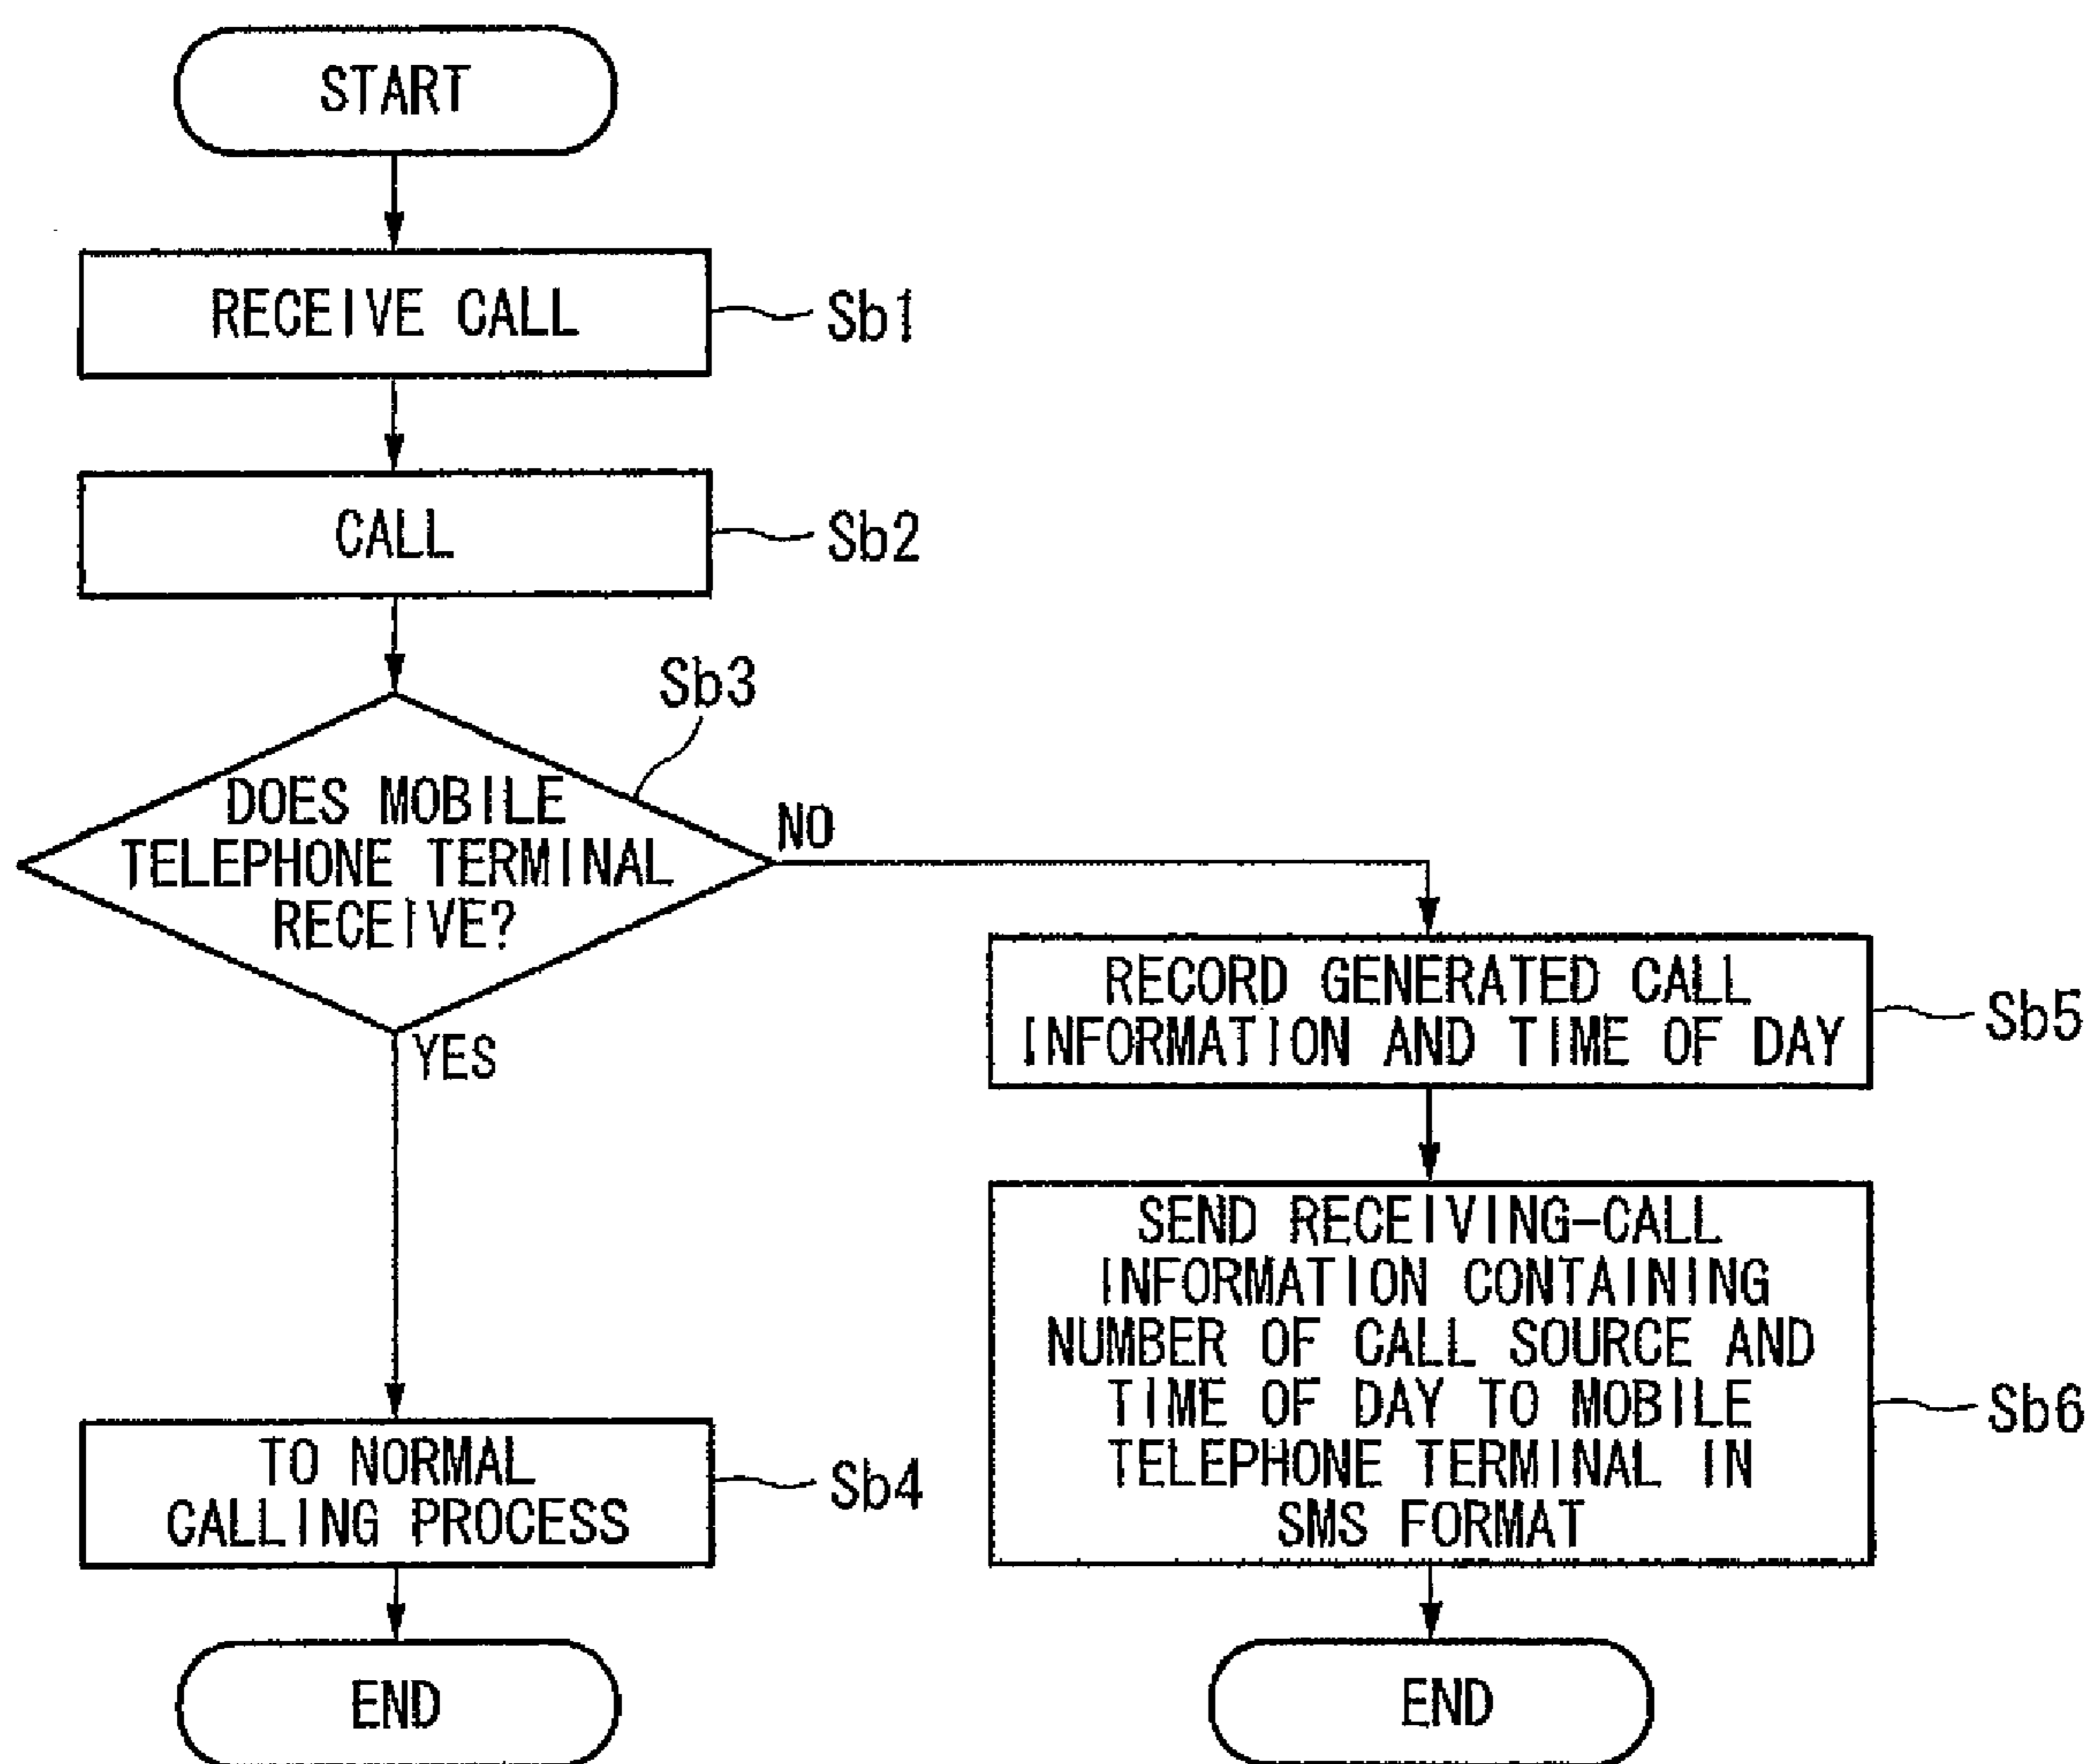 START
RECEIVE CALL
Sb1
CALL
Sb2
Sb3
DOES MOBILE
TELEPHONE TERMINAL
RECEIVE?
NO
YES
RECORD GENERATED CALL
INFORMATION AND TIME OF DAY
Sb5
SEND RECEIVING-CALL
INFORMATION CONTAINING
NUMBER OF CALL SOURCE AND
TIME OF DAY TO MOBILE
TELEPHONE TERMINAL IN
SMS FORMAT
Sb6
TO NORMAL
CALLING PROCESS
Sb4
END
END